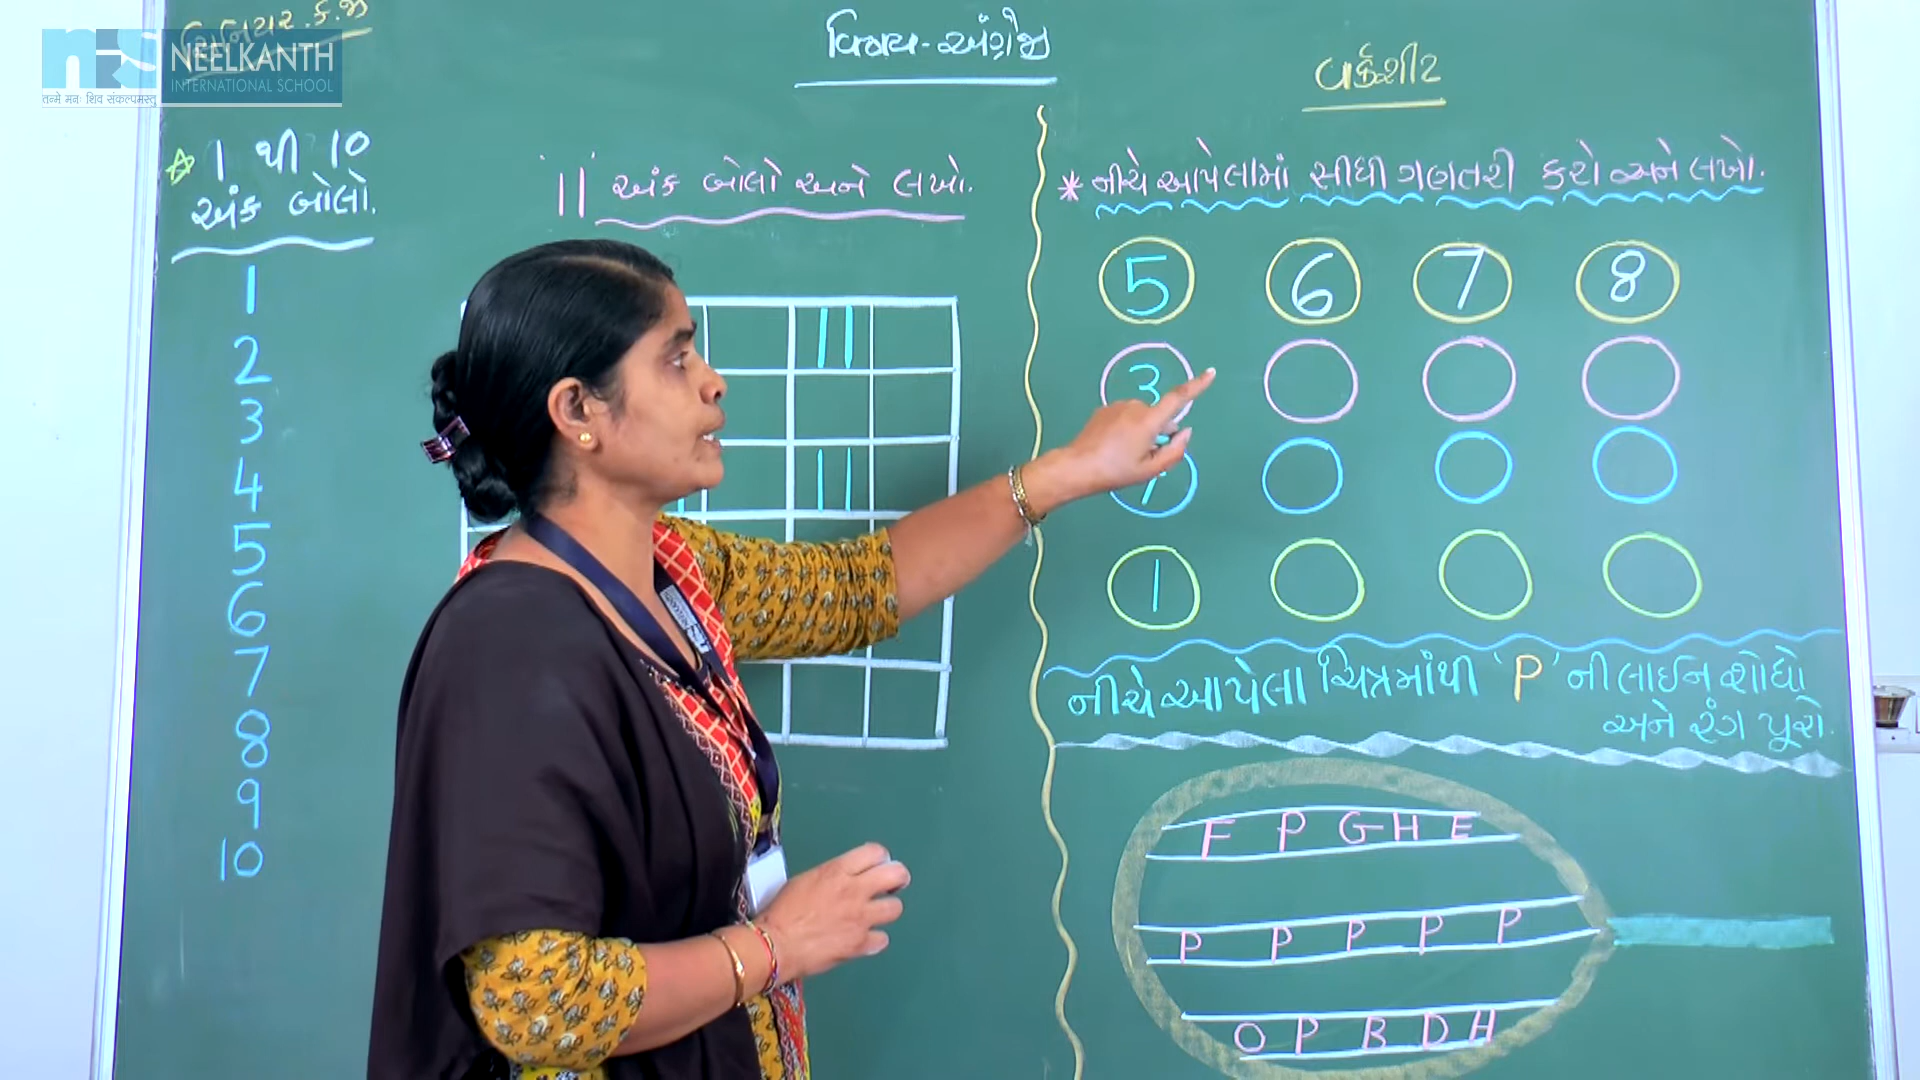 સિનિયર કે.જી
NEELKANTH
INTERNATIONAL SCHOOL
तन्मे मनः शिव संकल्पमस्तु
વિષય - અંગ્રેજી
વર્કશીટ
1 થી 10
અંક બોલો.
1
2
3
4
5
6
7
8
9
10
11 અંક બોલો અને લખો.
11
11
* નીચે આપેલામાં સીધી ગણતરી કરો અને લખો.
5 6 7 8
3
1
નીચે આપેલા ચિત્રમાંથી 'P' ની લાઈન શોધો
અને રંગ પૂરો.
F P G H E
P P P P P
O P B D H